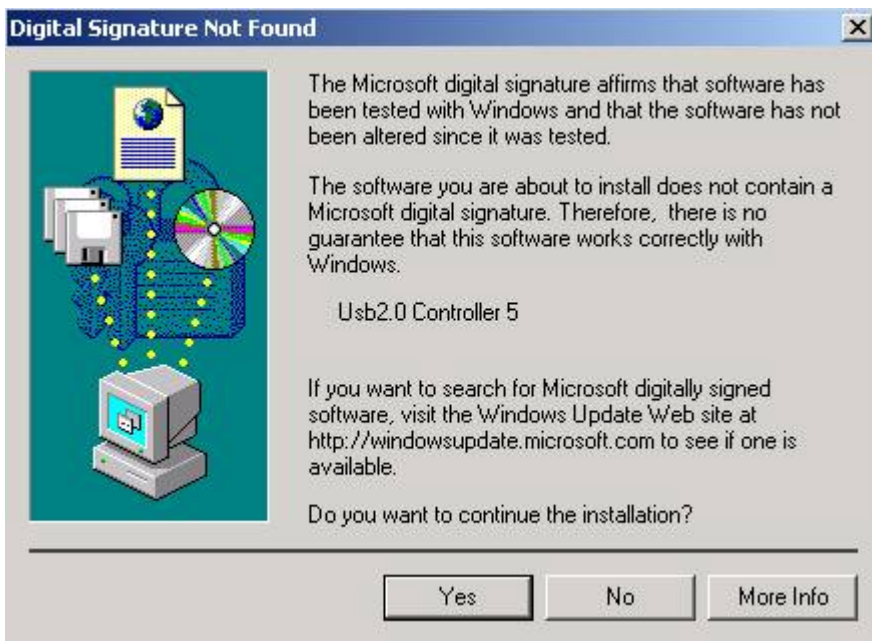 Digital Signature Not Found
The Microsoft digital signature affirms that software has
been tested with Windows and that the software has not
been altered since it was tested.
The software you are about to install does not contain a
Microsoft digital signature. Therefore,  there is no
guarantee that this software works correctly with
Windows.
Usb2.0 Controller 5
If you want to search for Microsoft digitally signed
software, visit the Windows Update Web site at
http://windowsupdate.microsoft.com to see if one is
available.
Do you want to continue the installation?
Yes
No
More Info